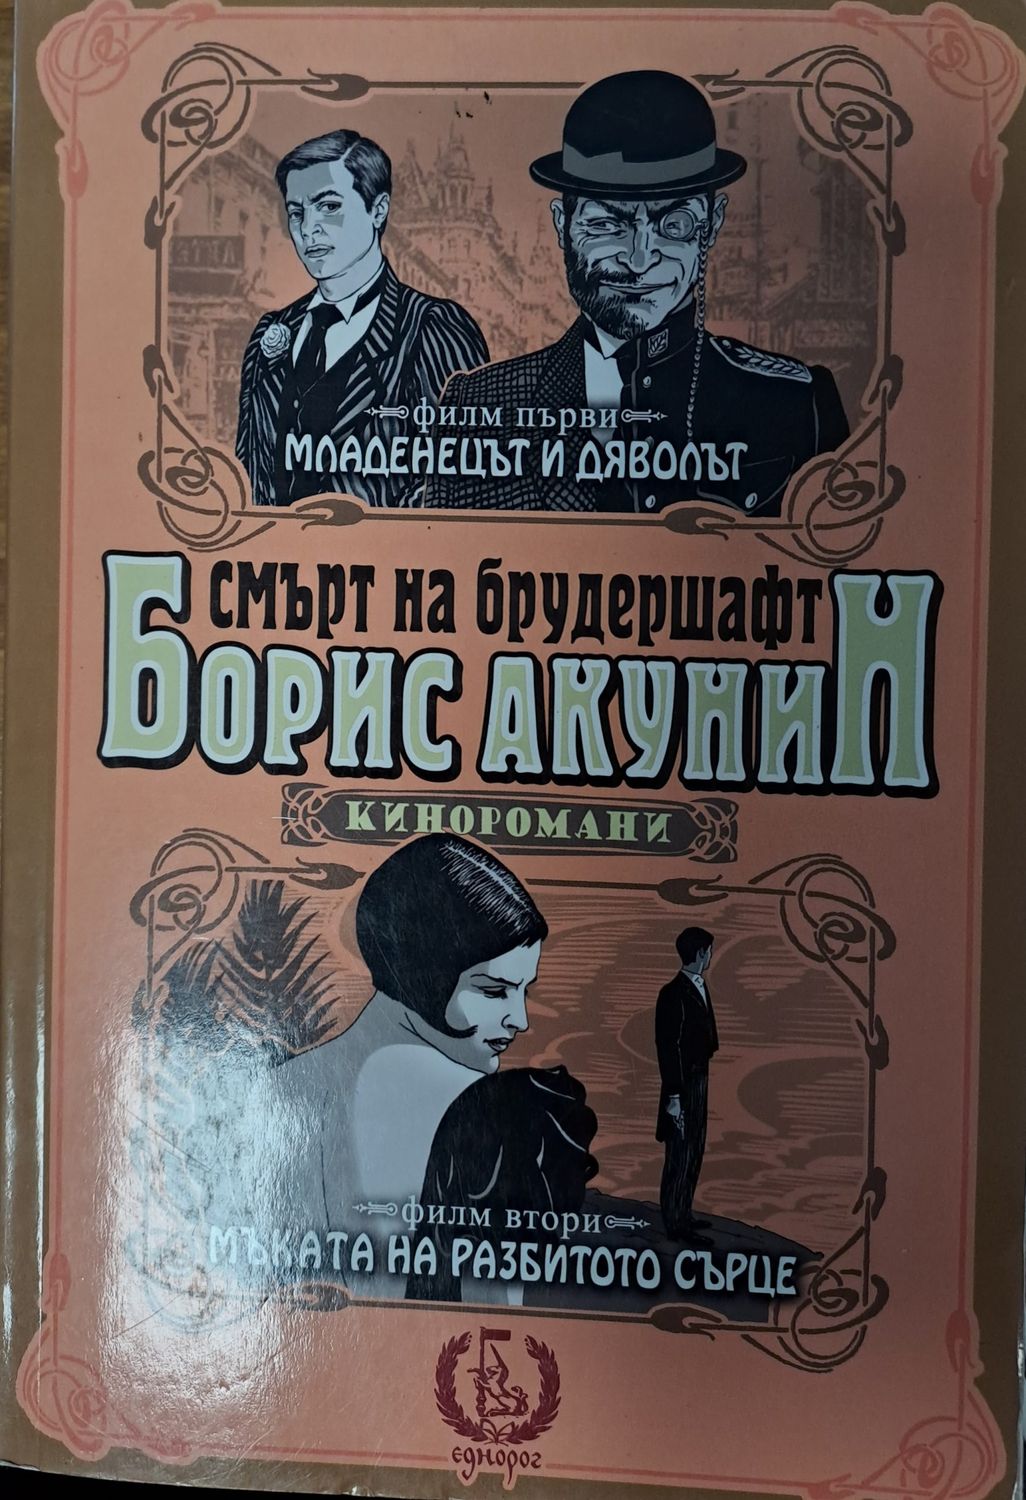 филм първи
МЛАДЕНЕЦЪТ И ДЯВОЛЪТ
смърт на брудершафт
БОРИС АКУНИН
КИНОРОМАНИ
филм втори
МЪКАТА НА РАЗБИТОТО СЪРЦЕ
Еднорог